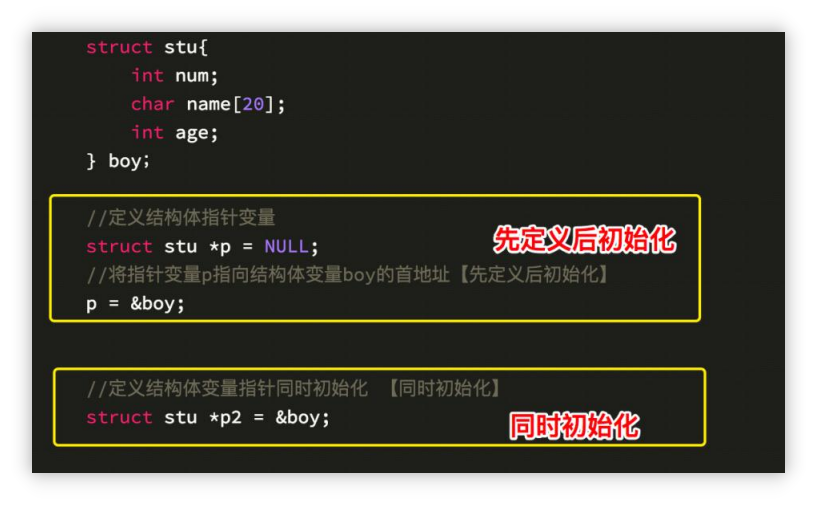 struct stu{
int num;
char name[20];
int age;
} boy;
//定义结构体指针变量
struct stu *p = NULL;
先定义后初始化
//将指针变量p指向结构体变量boy的首地址【先定义后初始化】
p = &boy;
//定义结构体变量指针同时初始化 【同时初始化】
struct stu *p2 = &boy;
同时初始化